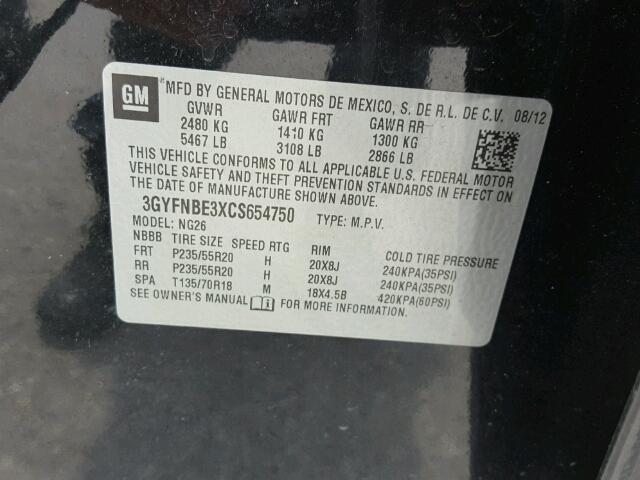 GM
MFD BY GENERAL MOTORS DE MEXICO, S. DE R.L. DE C.V. 08/12
GVWR GAWR FRT GAWR RR
2480 KG 1410 KG 1300 KG
5467 LB 3108 LB 2866 LB
THIS VEHICLE CONFORMS TO ALL APPLICABLE U.S. FEDERAL MOTOR
VEHICLE SAFETY AND THEFT PREVENTION STANDARDS IN EFFECT ON
THE DATE OF MANUFACTURE SHOWN ABOVE.
3GYFNBE3XCS654750 TYPE: M.P.V.
MODEL: NG26
NBBB TIRE SIZE SPEED RTG RIM COLD TIRE PRESSURE
FRT P235/55R20 H 20X8J 240KPA(35PSI)
RR P235/55R20 H 20X8J 240KPA(35PSI)
SPA T135/70R18 M 18X4.5B 420KPA(60PSI)
SEE OWNER'S MANUAL FOR MORE INFORMATION.